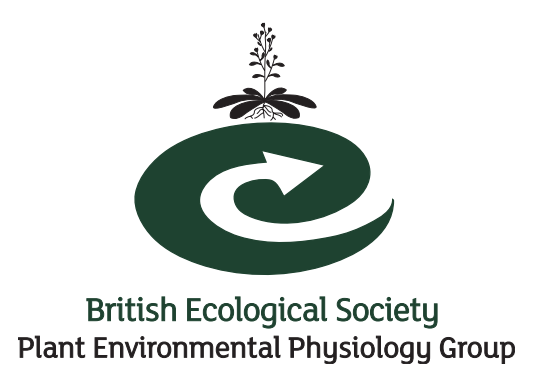 British Ecological Society
Plant Environmental Physiology Group